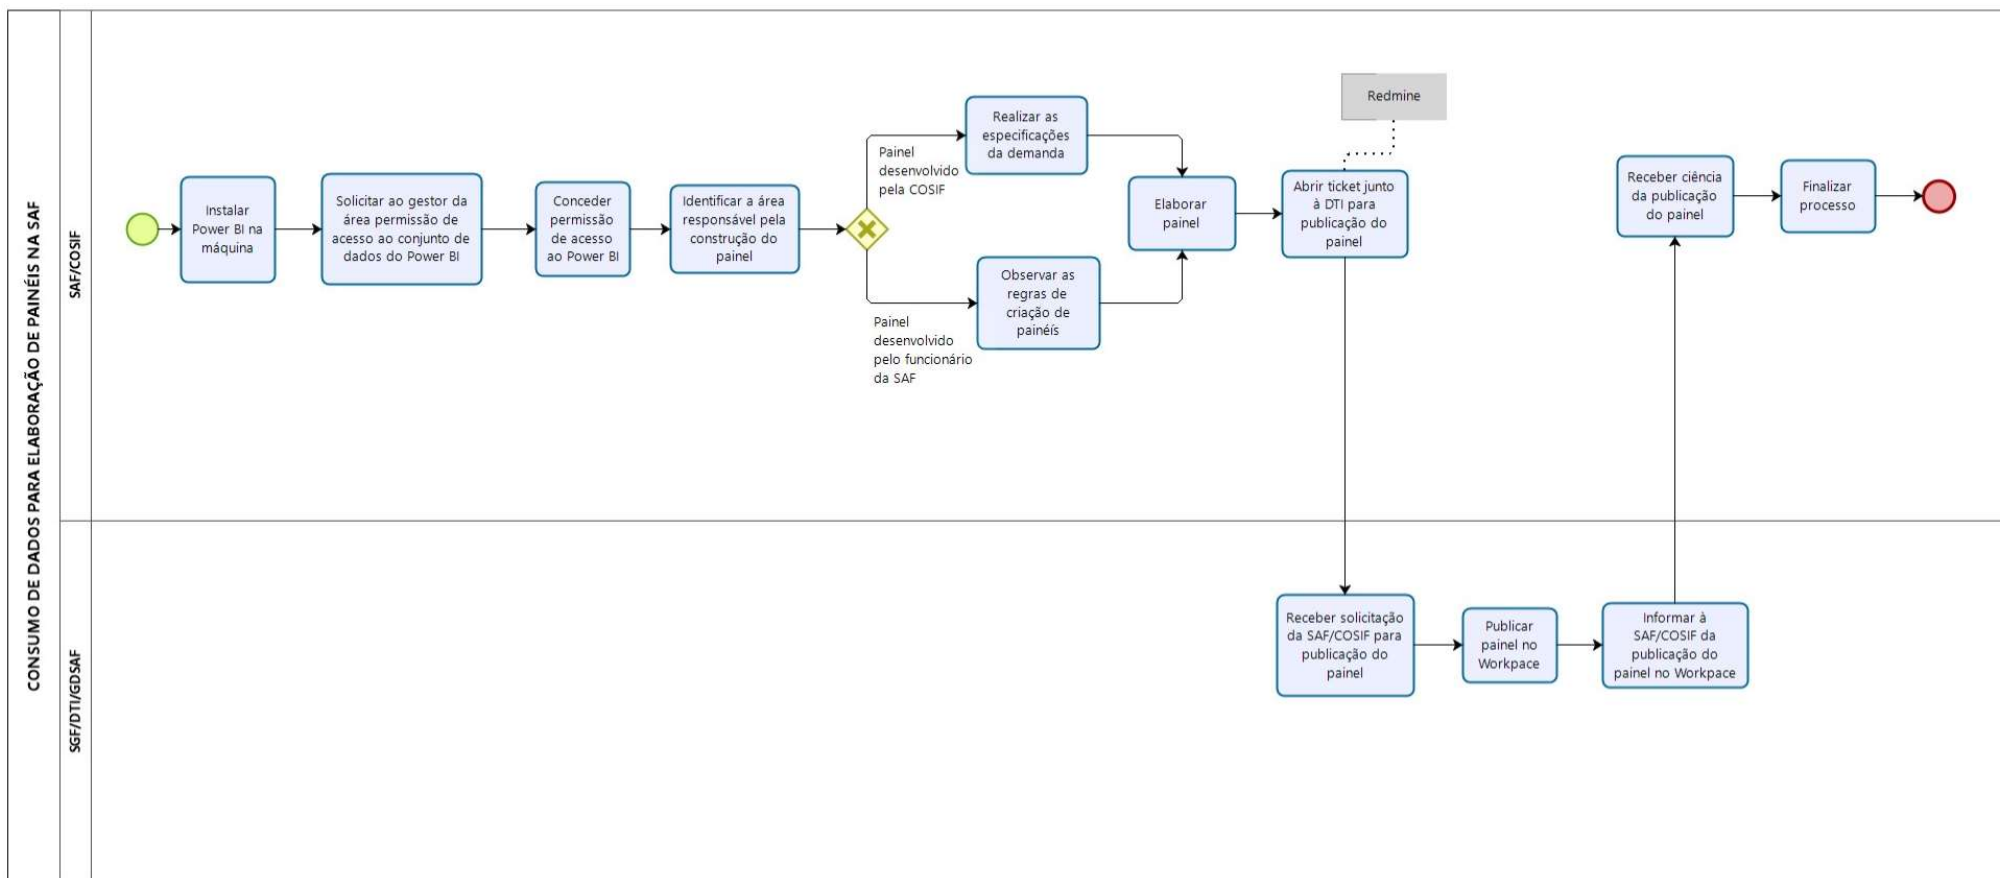 CONSUMO DE DADOS PARA ELABORAÇÃO DE PAINÉIS NA SAF
SAF/COSIF
Instalar
Power BI na
máquina
Solicitar ao gestor da
área permissão de
acesso ao conjunto de
dados do Power BI
Conceder
permissão
de acesso
ao Power BI
Identificar a área
responsável pela
construção do
painel
Painel
desenvolvido
pela COSIF
Realizar as
especificações
da demanda
Painel
desenvolvido
pelo funcionário
da SAF
Observar as
regras de
criação de
painéís
Elaborar
painel
Redmine
Abrir ticket junto
à DTI para
publicação do
painel
Receber ciência
da publicação
do painel
Finalizar
processo
SGF/DTI/GDSAF
Receber solicitação
da SAF/COSIF para
publicação do
painel
Publicar
painel no
Workpace
Informar à
SAF/COSIF da
publicação do
painel no Workpace